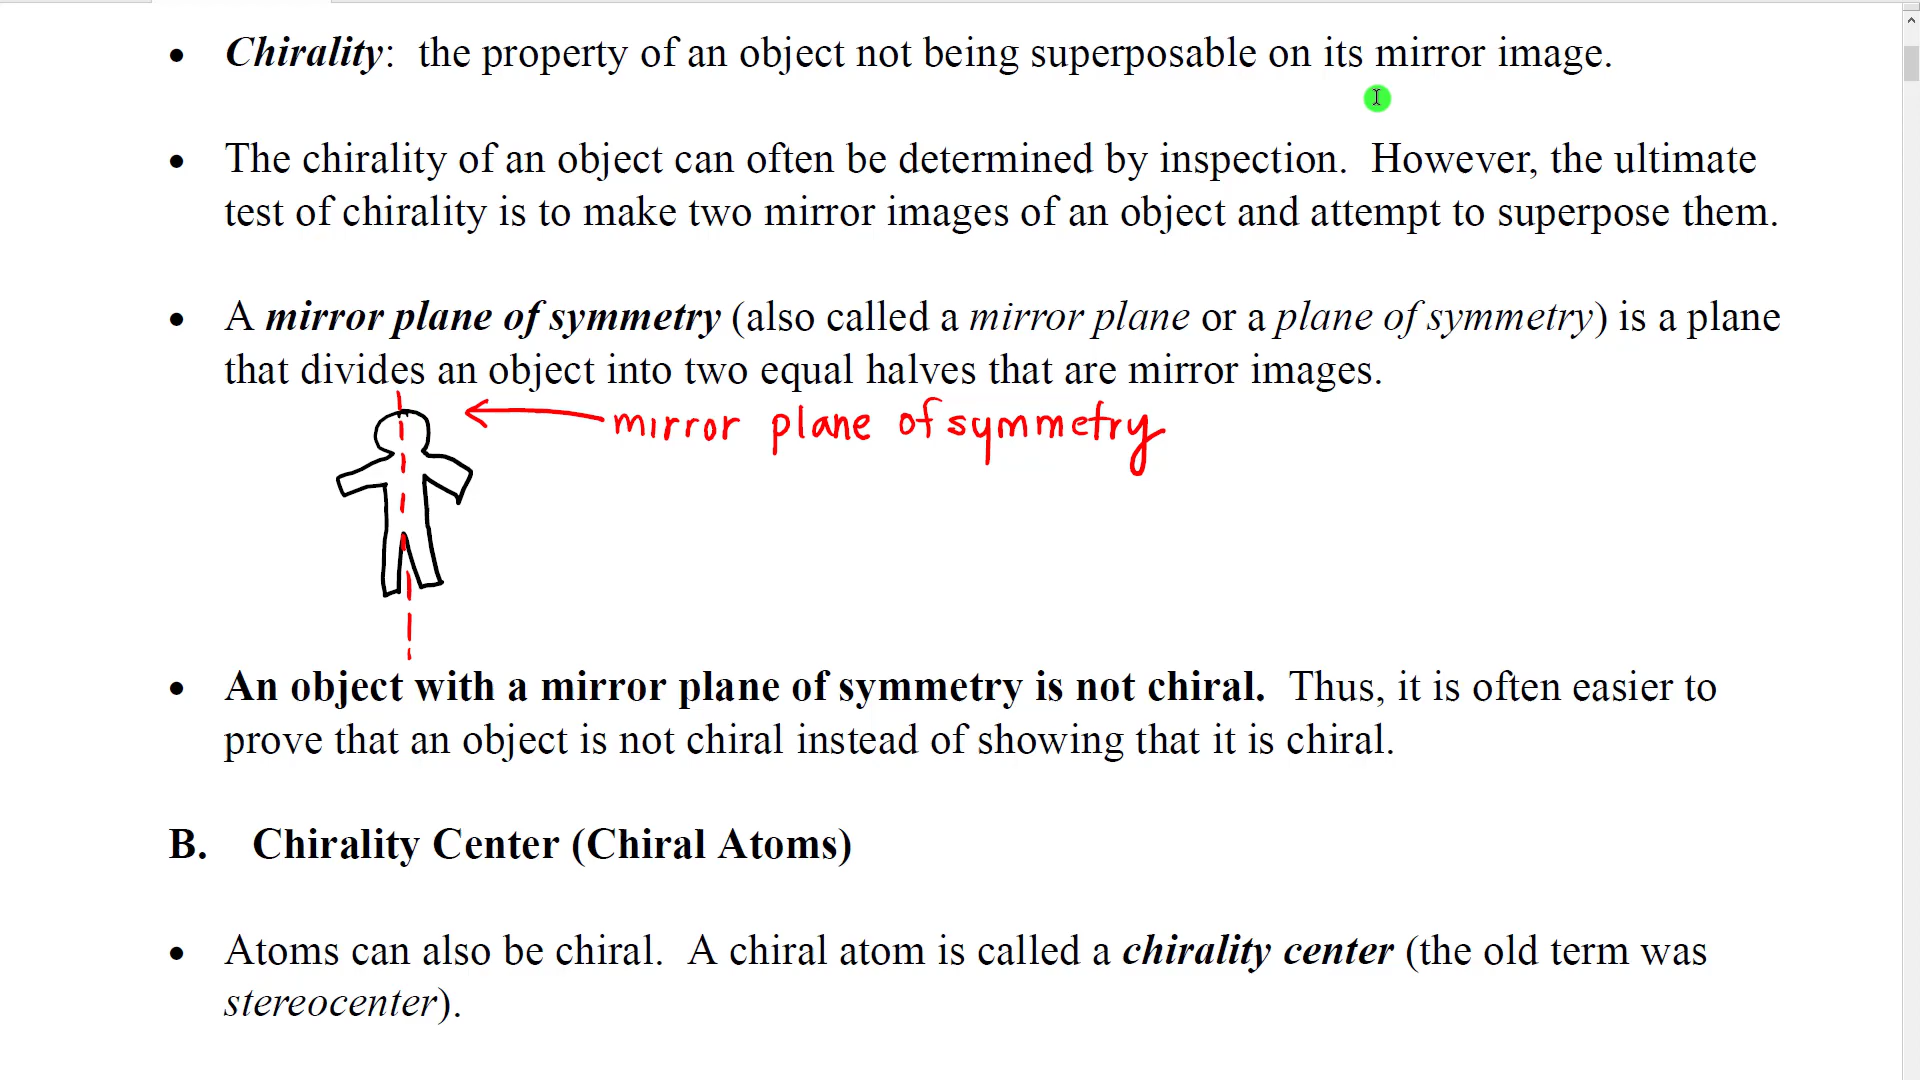 • Chirality: the property of an object not being superposable on its mirror image.
• The chirality of an object can often be determined by inspection. However, the ultimate
test of chirality is to make two mirror images of an object and attempt to superpose them.
• A mirror plane of symmetry (also called a mirror plane or a plane of symmetry) is a plane
that divides an object into two equal halves that are mirror images.
mirror plane of symmetry
• An object with a mirror plane of symmetry is not chiral. Thus, it is often easier to
prove that an object is not chiral instead of showing that it is chiral.
B. Chirality Center (Chiral Atoms)
• Atoms can also be chiral. A chiral atom is called a chirality center (the old term was
stereocenter).